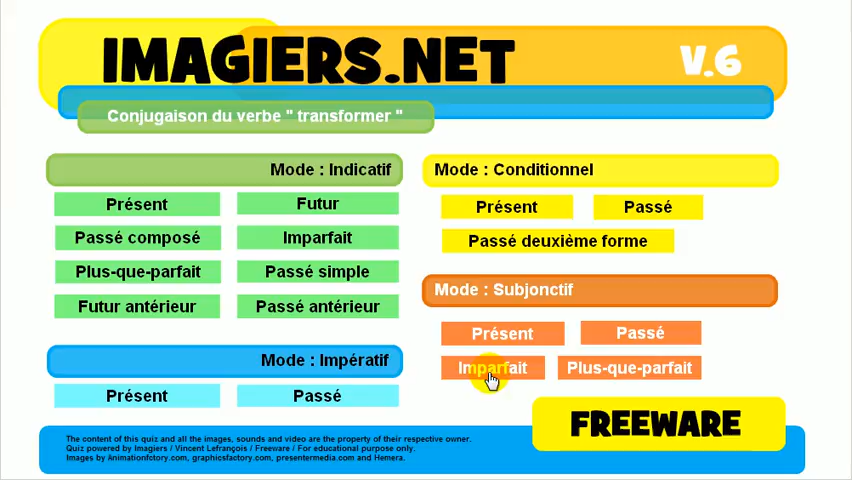 IMAGIERS.NET
V.6
Conjugaison du verbe " transformer "
Mode : Indicatif
Présent
Futur
Passé composé
Imparfait
Plus-que-parfait
Passé simple
Futur antérieur
Passé antérieur
Mode : Impératif
Présent
Passé
Mode : Conditionnel
Présent
Passé
Passé deuxième forme
Mode : Subjonctif
Présent
Passé
Imparfait
Plus-que-parfait
FREEWARE
The content of this quiz and all the images, sounds and video are the property of their respective owner.
Quiz powered by Imagiers / Vincent Lefrançois / Freeware / For educational purpose only.
Images by Animationfctory.com, graphicsfactory.com, presentermedia.com and Hemera.